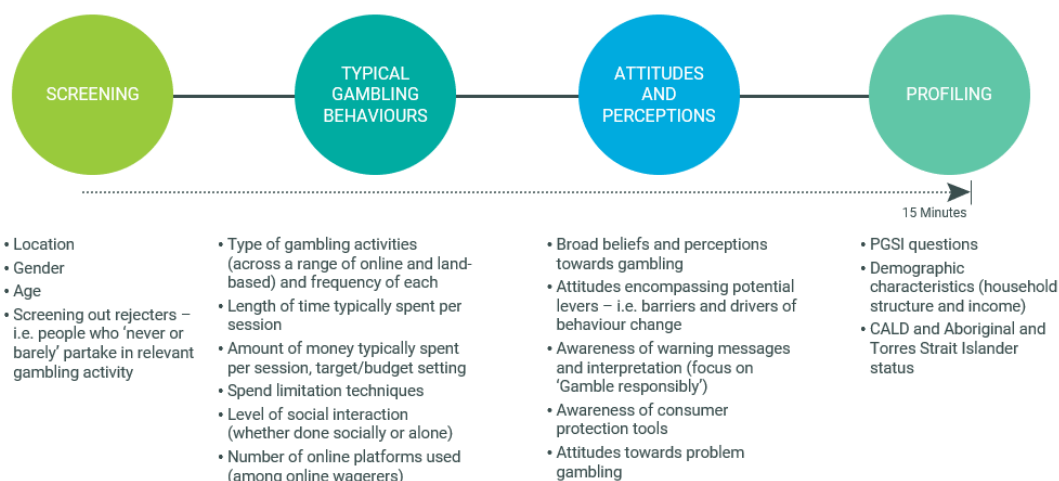 SCREENING
TYPICAL
GAMBLING
BEHAVIOURS
ATTITUDES
AND
PERCEPTIONS
PROFILING
15 Minutes
• Location
• Gender
• Age
• Screening out rejecters –
i.e. people who ‘never or
barely’ partake in relevant
gambling activity
• Type of gambling activities
(across a range of online and land-
based) and frequency of each
• Length of time typically spent per
session
• Amount of money typically spent
per session, target/budget setting
• Spend limitation techniques
• Level of social interaction
(whether done socially or alone)
• Number of online platforms used
(among online wagerers)
• Broad beliefs and perceptions
towards gambling
• Attitudes encompassing potential
levers – i.e. barriers and drivers of
behaviour change
• Awareness of warning messages
and interpretation (focus on
‘Gamble responsibly’)
• Awareness of consumer
protection tools
• Attitudes towards problem
gambling
• PGSI questions
• Demographic
characteristics (household
structure and income)
• CALD and Aboriginal and
Torres Strait Islander
status